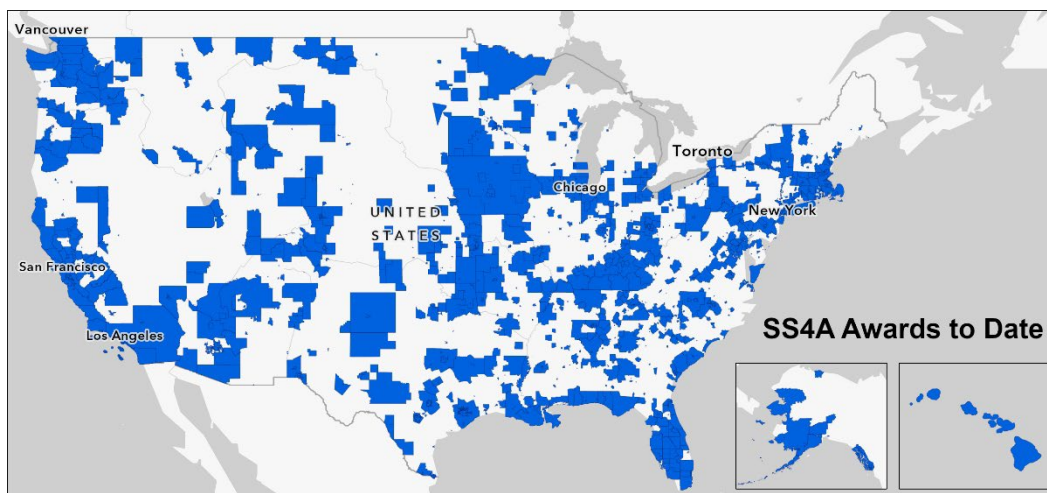 Vancouver
Toronto
Chicago
New York
UNITED
STATES
San Francisco
Los Angeles
SS4A Awards to Date